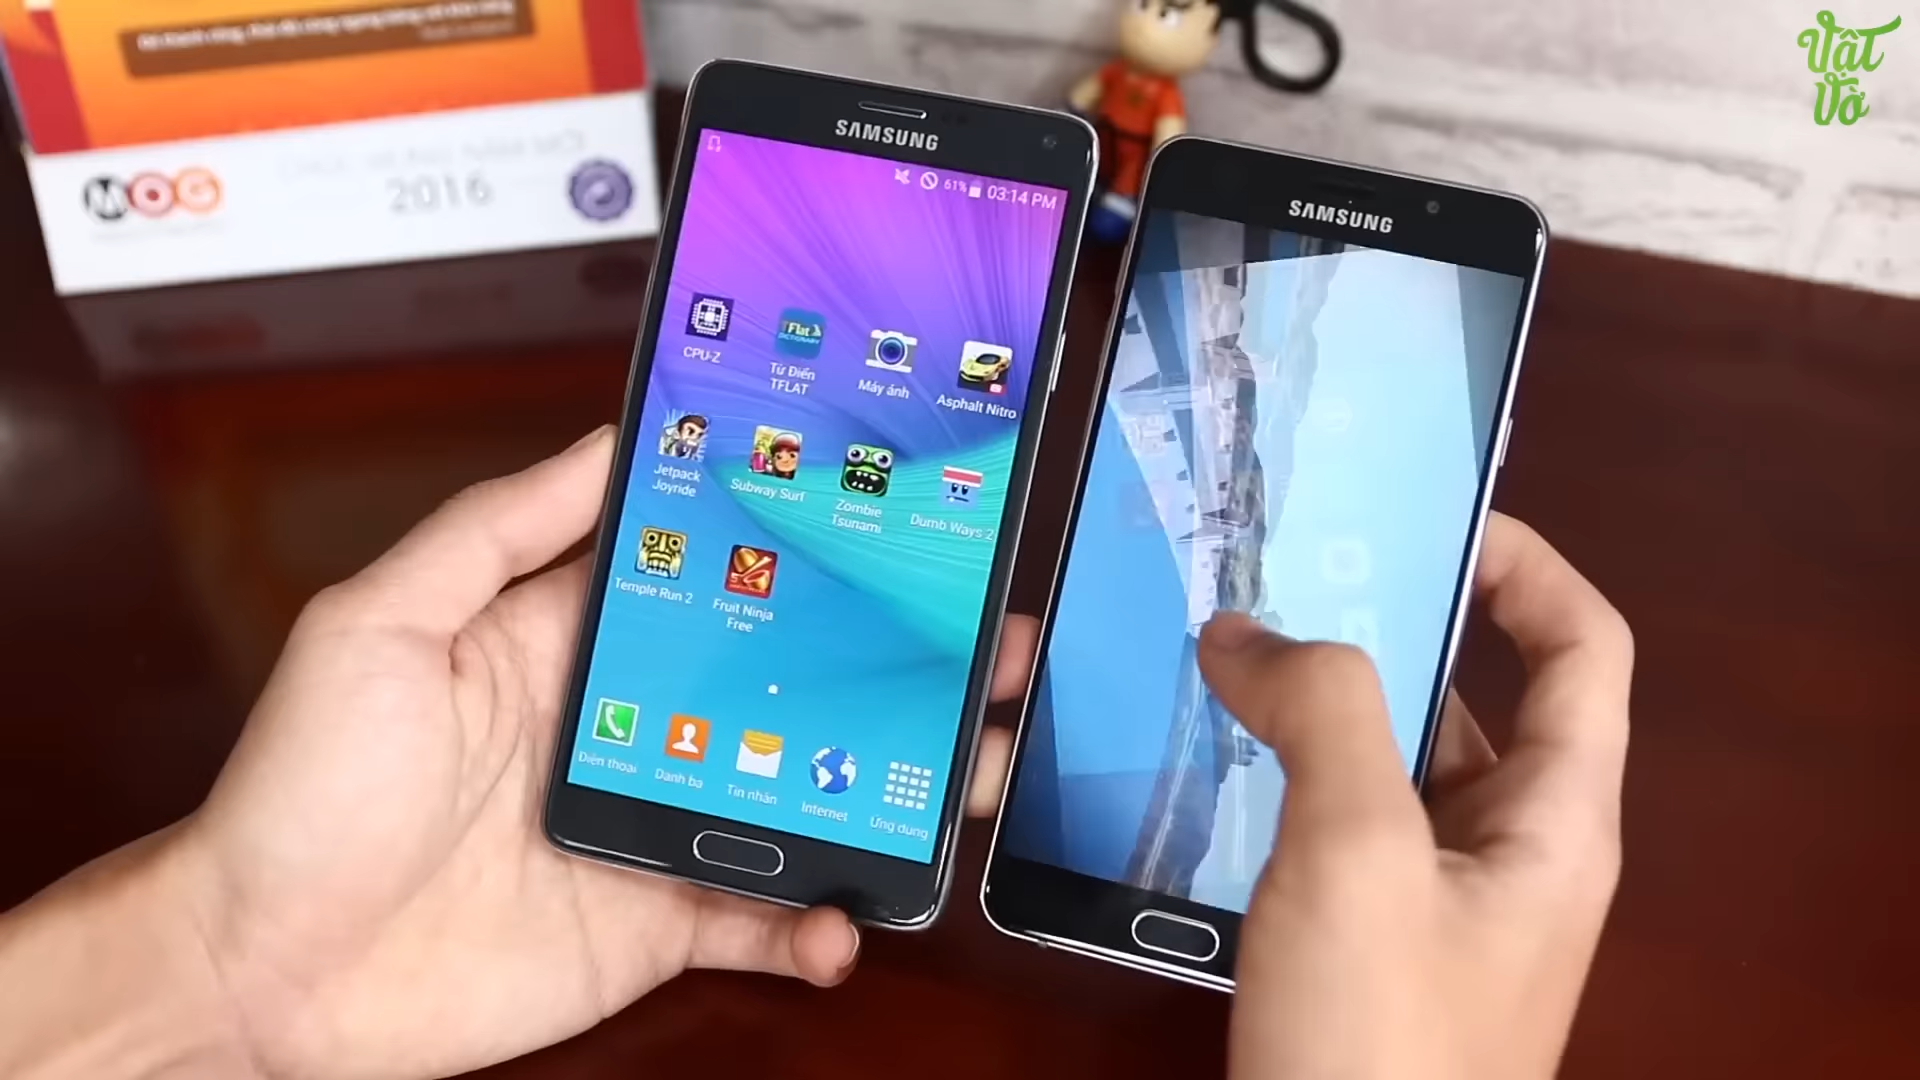 MOG
2016
Vật
Vờ
SAMSUNG
61% 03:14 PM
CPU-Z
TFlat
DICTIONARY
Từ Điển
TFLAT
Máy ảnh
Asphalt Nitro
Jetpack
Joyride
Subway Surf
Zombie
Tsunami
Dumb Ways 2
Temple Run 2
Fruit Ninja
Free
Điện thoại
Danh bạ
Tin nhắn
Internet
Ứng dụng
SAMSUNG